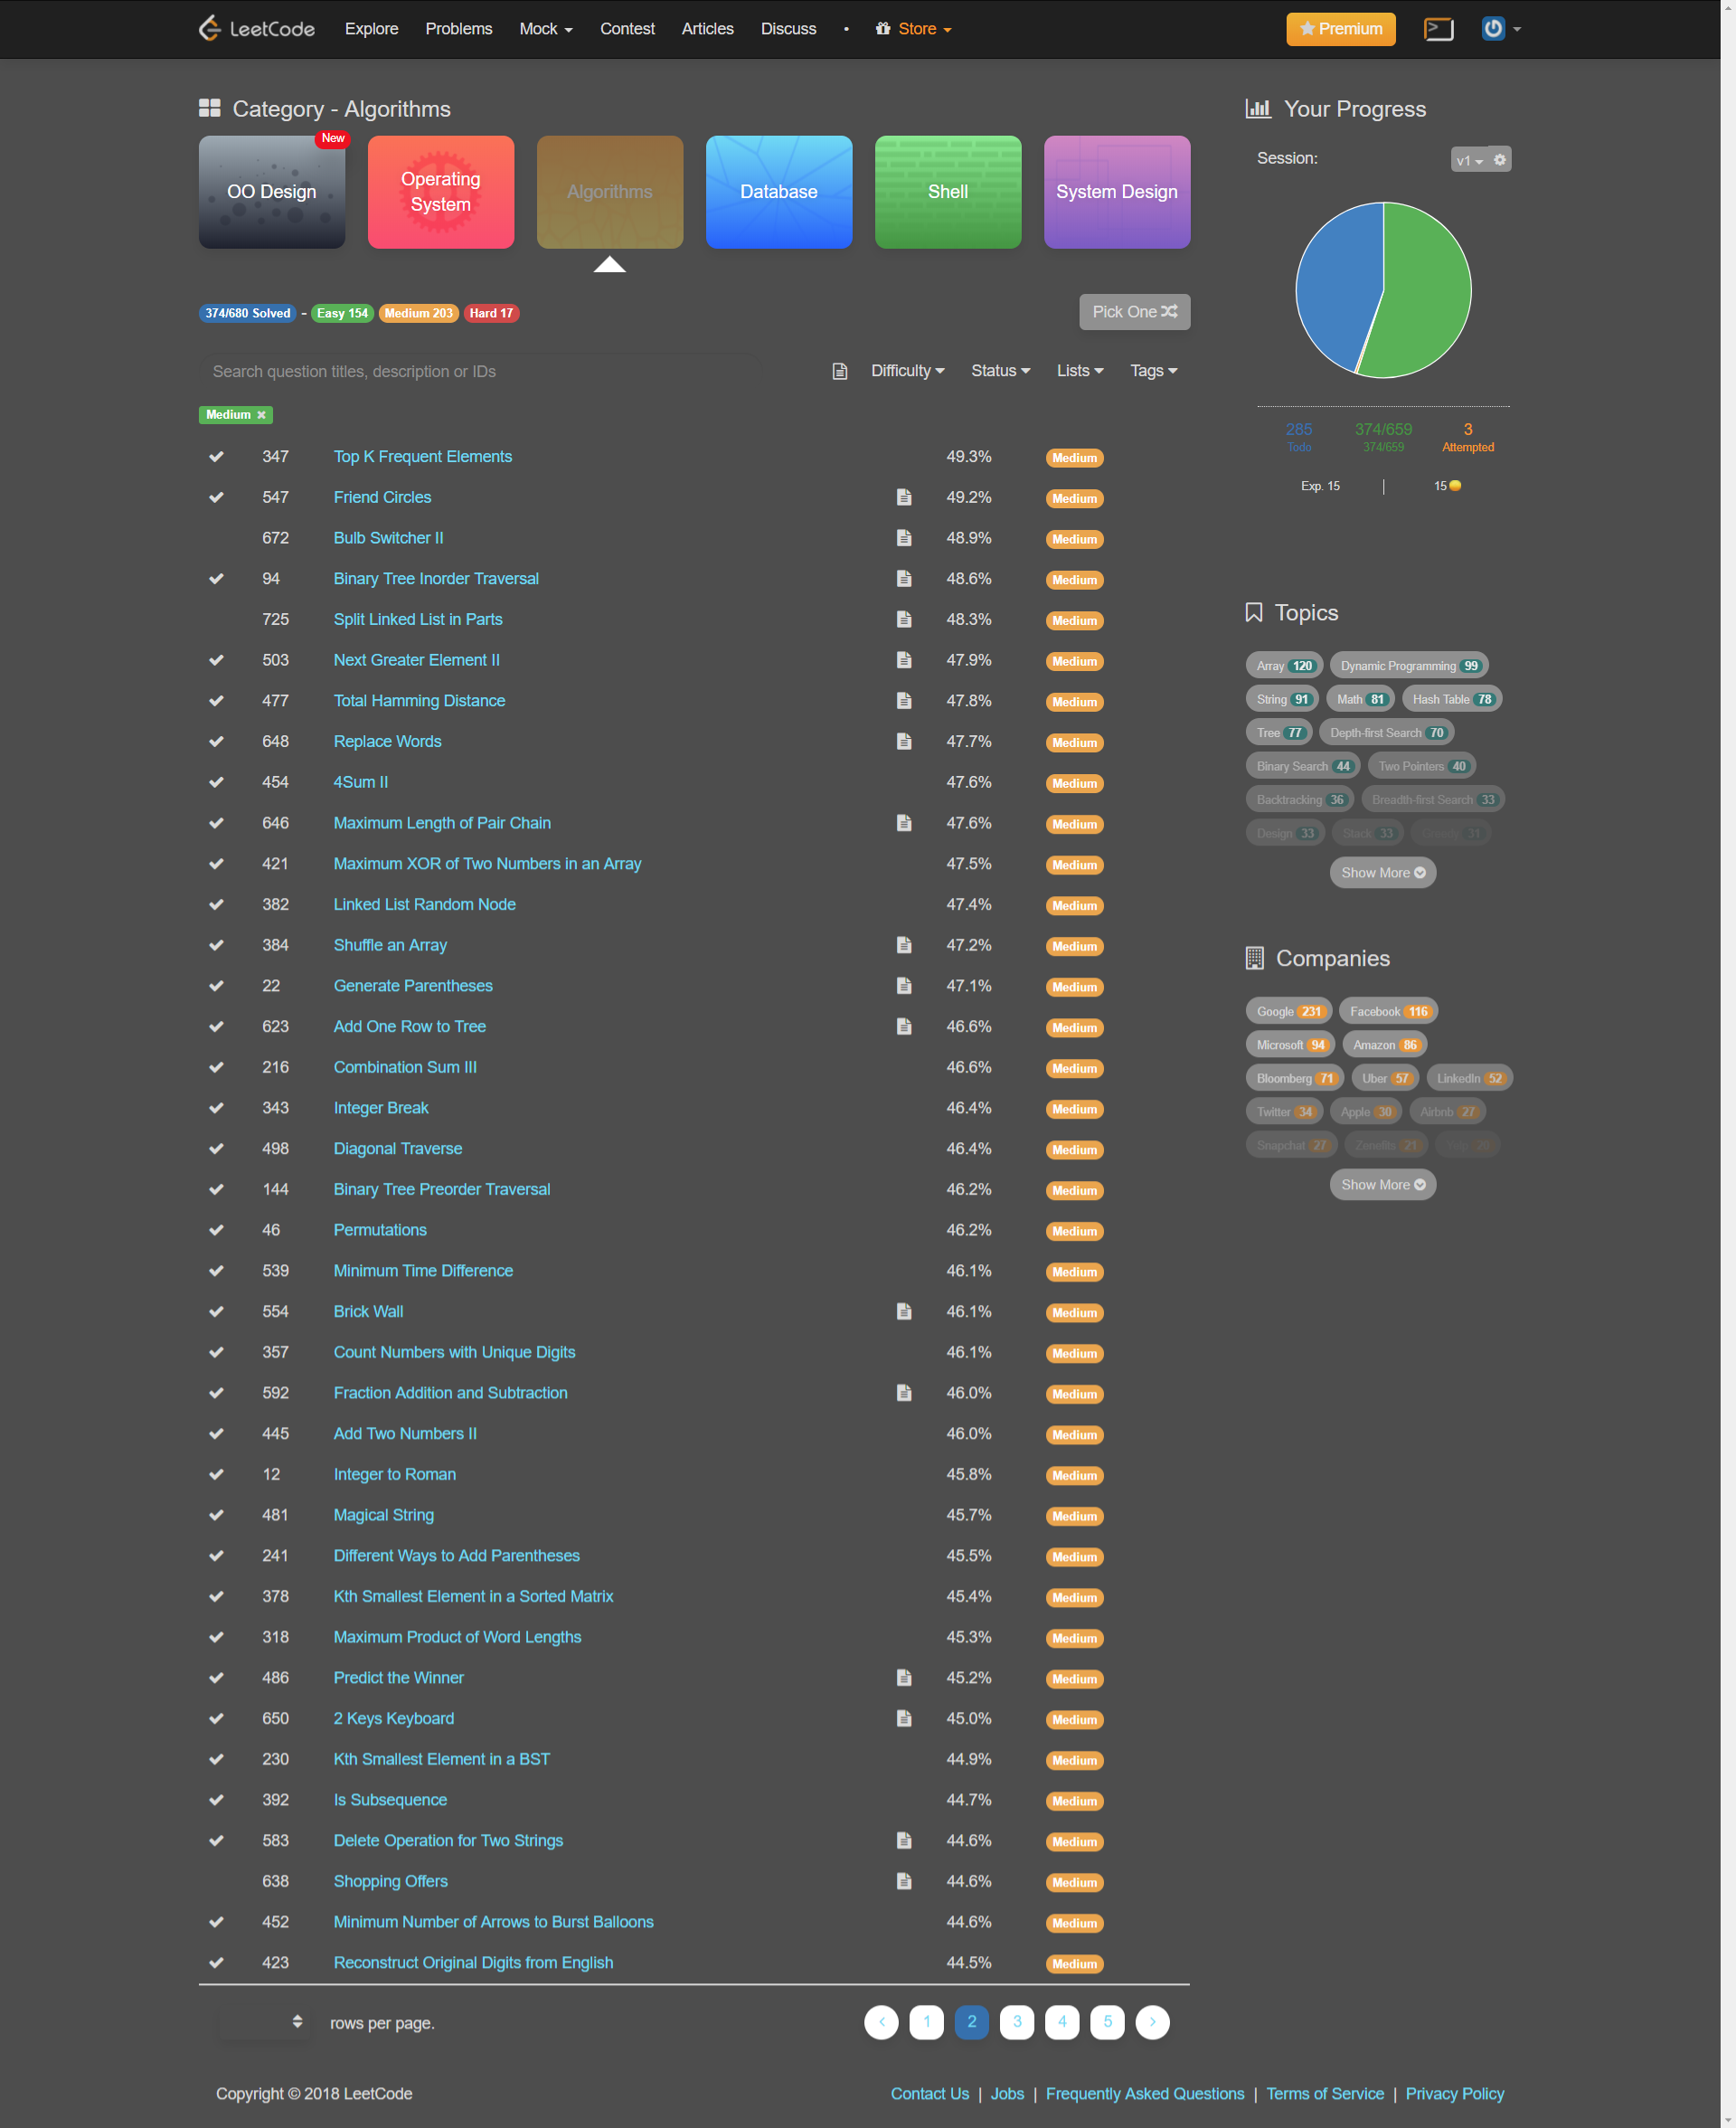 LeetCode Explore Problems Mock Contest Articles Discuss • Store Premium
Category - Algorithms
New
OO Design
Operating
System
Algorithms
Database
Shell
System Design
374/680 Solved - Easy 154 Medium 203 Hard 17
Pick One
Search question titles, description or IDs
Difficulty Status Lists Tags
Medium
347 Top K Frequent Elements 49.3% Medium
547 Friend Circles 49.2% Medium
672 Bulb Switcher II 48.9% Medium
94 Binary Tree Inorder Traversal 48.6% Medium
725 Split Linked List in Parts 48.3% Medium
503 Next Greater Element II 47.9% Medium
477 Total Hamming Distance 47.8% Medium
648 Replace Words 47.7% Medium
454 4Sum II 47.6% Medium
646 Maximum Length of Pair Chain 47.6% Medium
421 Maximum XOR of Two Numbers in an Array 47.5% Medium
382 Linked List Random Node 47.4% Medium
384 Shuffle an Array 47.2% Medium
22 Generate Parentheses 47.1% Medium
623 Add One Row to Tree 46.6% Medium
216 Combination Sum III 46.6% Medium
343 Integer Break 46.4% Medium
498 Diagonal Traverse 46.4% Medium
144 Binary Tree Preorder Traversal 46.2% Medium
46 Permutations 46.2% Medium
539 Minimum Time Difference 46.1% Medium
554 Brick Wall 46.1% Medium
357 Count Numbers with Unique Digits 46.1% Medium
592 Fraction Addition and Subtraction 46.0% Medium
445 Add Two Numbers II 46.0% Medium
12 Integer to Roman 45.8% Medium
481 Magical String 45.7% Medium
241 Different Ways to Add Parentheses 45.5% Medium
378 Kth Smallest Element in a Sorted Matrix 45.4% Medium
318 Maximum Product of Word Lengths 45.3% Medium
486 Predict the Winner 45.2% Medium
650 2 Keys Keyboard 45.0% Medium
230 Kth Smallest Element in a BST 44.9% Medium
392 Is Subsequence 44.7% Medium
583 Delete Operation for Two Strings 44.6% Medium
638 Shopping Offers 44.6% Medium
452 Minimum Number of Arrows to Burst Balloons 44.6% Medium
423 Reconstruct Original Digits from English 44.5% Medium
rows per page.
‹ 1 2 3 4 5 ›
Your Progress
Session: v1
285 374/659 3
Todo 374/659 Attempted
Exp. 15 | 15
Topics
Array 120 Dynamic Programming 99
String 91 Math 81 Hash Table 78
Tree 77 Depth-first Search 70
Binary Search 44 Two Pointers 40
Backtracking 36 Breadth-first Search 33
Design 33 Stack 33 Greedy 31
Show More
Companies
Google 231 Facebook 116
Microsoft 94 Amazon 86
Bloomberg 71 Uber 57 LinkedIn 52
Twitter 34 Apple 30 Airbnb 27
Snapchat 27 Zenefits 21 20
Show More
Copyright © 2018 LeetCode
Contact Us | Jobs | Frequently Asked Questions | Terms of Service | Privacy Policy